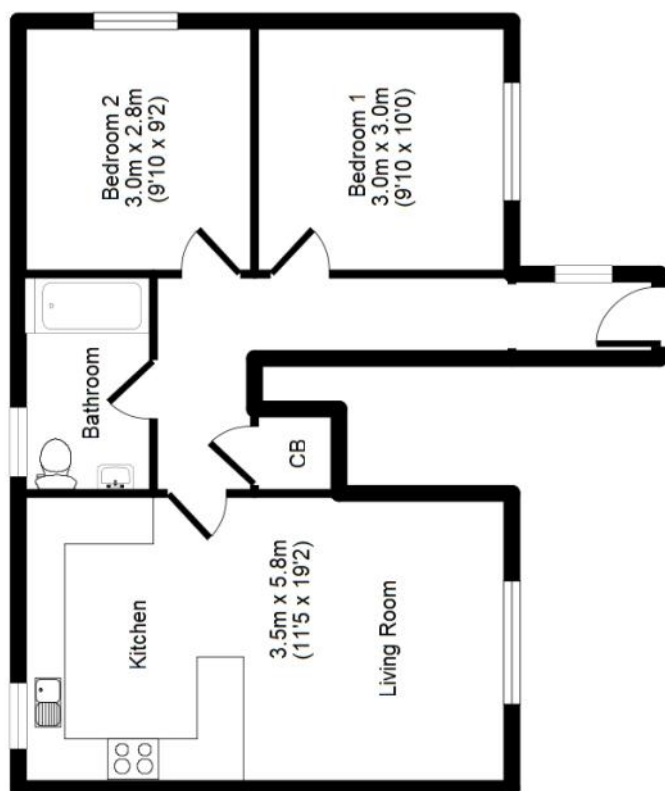 Bedroom 2
3.0m x 2.8m
(9'10 x 9'2)
Bedroom 1
3.0m x 3.0m
(9'10 x 10'0)
Bathroom
CB
Kitchen
3.5m x 5.8m
(11'5 x 19'2)
Living Room